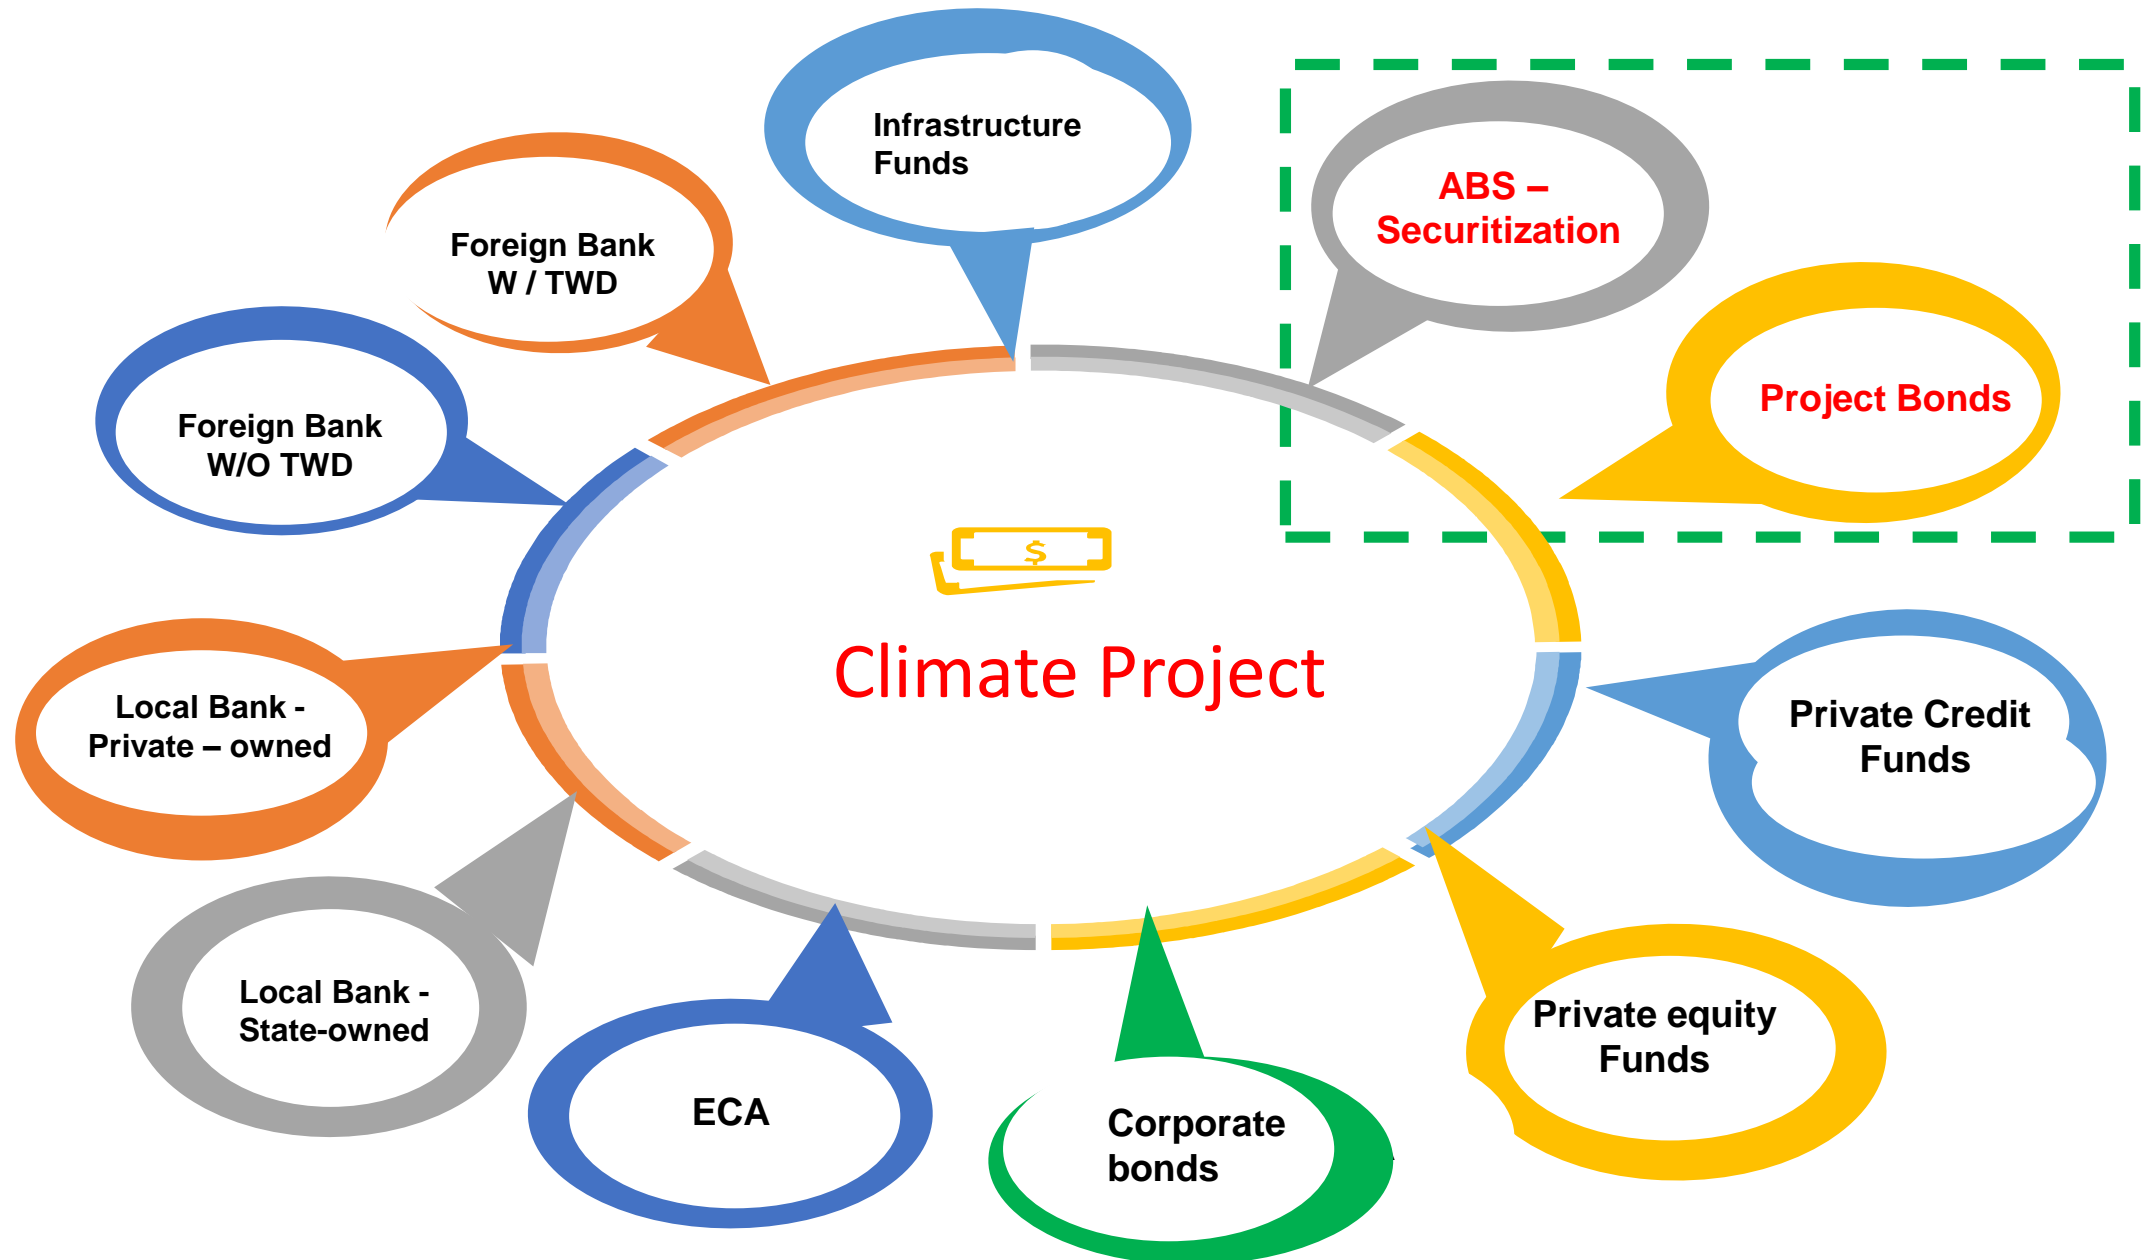 Infrastructure
Funds
ABS –
Securitization
Foreign Bank
W / TWD
Project Bonds
Foreign Bank
W/O TWD
$
Climate Project
Local Bank -
Private – owned
Private Credit
Funds
Local Bank -
State-owned
Private equity
Funds
ECA
Corporate
bonds